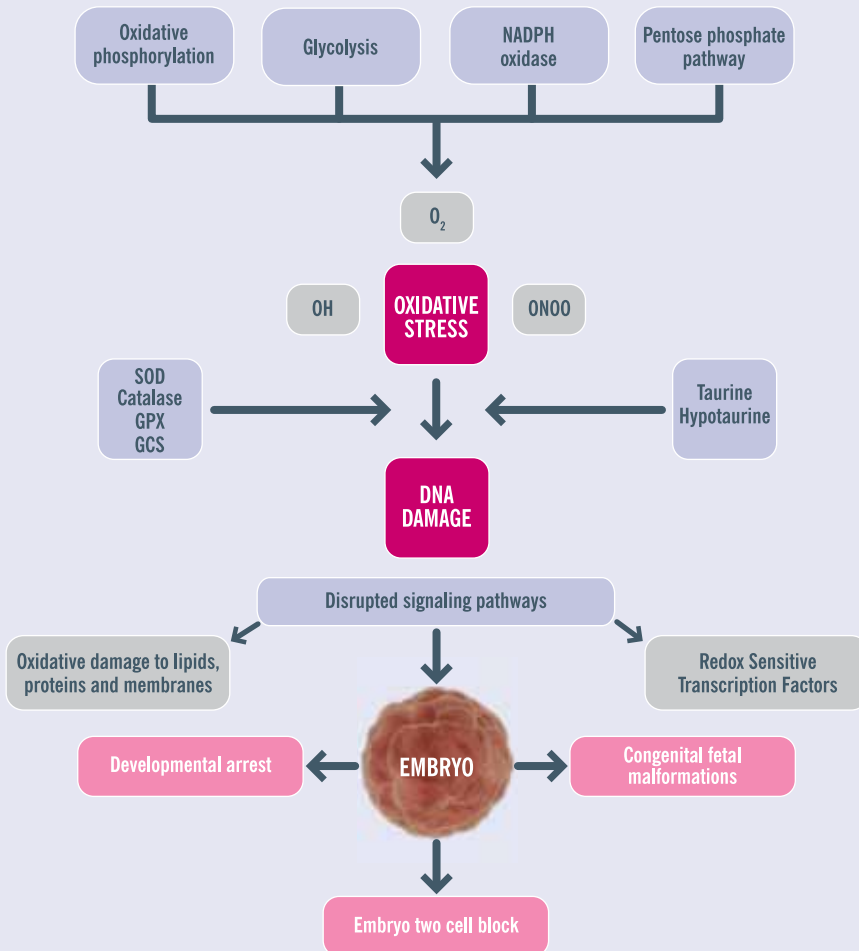 Oxidative
phosphorylation
Glycolysis
NADPH
oxidase
Pentose phosphate
pathway
O₂
OH
OXIDATIVE
STRESS
ONOO
SOD
Catalase
GPX
GCS
Taurine
Hypotaurine
DNA
DAMAGE
Disrupted signaling pathways
Oxidative damage to lipids,
proteins and membranes
Redox Sensitive
Transcription Factors
Developmental arrest
EMBRYO
Congenital fetal
malformations
Embryo two cell block